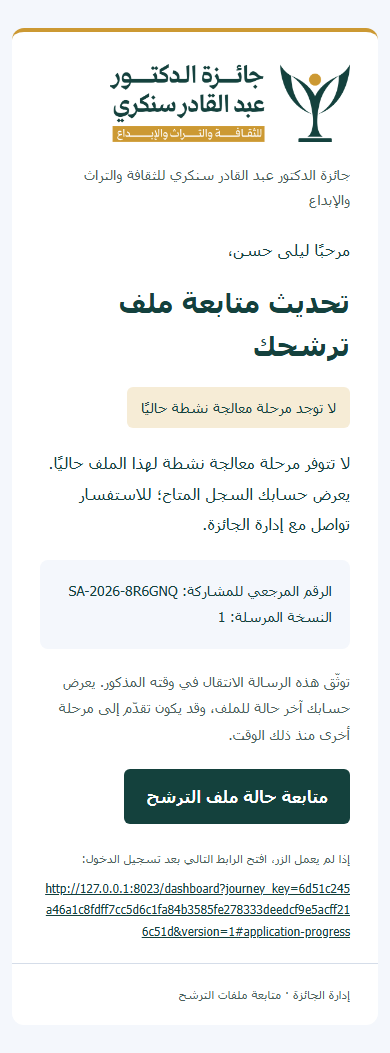 جائزة الدكتور
عبد القادر سنكري
للثقافة والتراث والإبداع
جائزة الدكتور عبد القادر سنكري للثقافة والتراث
والإبداع
مرحبًا ليلى حسن،
تحديث متابعة ملف
ترشحك
لا توجد مرحلة معالجة نشطة حاليًا
لا تتوفر مرحلة معالجة نشطة لهذا الملف حاليًا.
يعرض حسابك السجل المتاح؛ للاستفسار
تواصل مع إدارة الجائزة.
الرقم المرجعي للمشاركة: SA-2026-8R6GNQ
النسخة المرسلة: 1
توثّق هذه الرسالة الانتقال في وقته المذكور. يعرض
حسابك آخر حالة للملف، وقد يكون تقدّم إلى مرحلة
أخرى منذ ذلك الوقت.
متابعة حالة ملف الترشح
إذا لم يعمل الزر، افتح الرابط التالي بعد تسجيل الدخول:
http://127.0.0.1:8023/dashboard?journey_key=6d51c245
a46a1c8fdff7cc5d6c1fa84b3585fe278333deedcf9e5acff21
6c51d&version=1#application-progress
إدارة الجائزة · متابعة ملفات الترشح